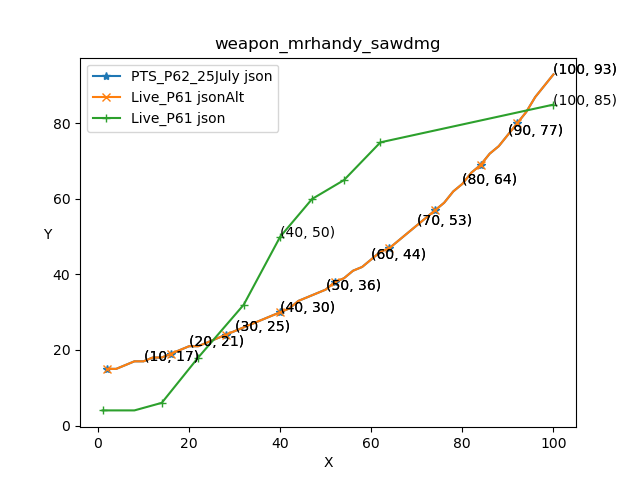 weapon_mrhandy_sawdmg
PTS_P62_25July json
Live_P61 jsonAlt
Live_P61 json
(100, 93)
(100, 85)
(90, 77)
(80, 64)
(70, 53)
(40, 50)
(60, 44)
(50, 36)
(40, 30)
(30, 25)
(20, 21)
(10, 17)
Y
80
60
40
20
0
0 20 40 60 80 100
X